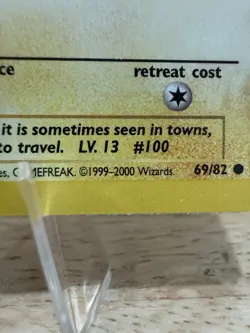 ce retreat cost
it is sometimes seen in towns,
to travel. LV. 13 #100
es, G MEFREAK. ©1999-2000 Wizards. 69/82